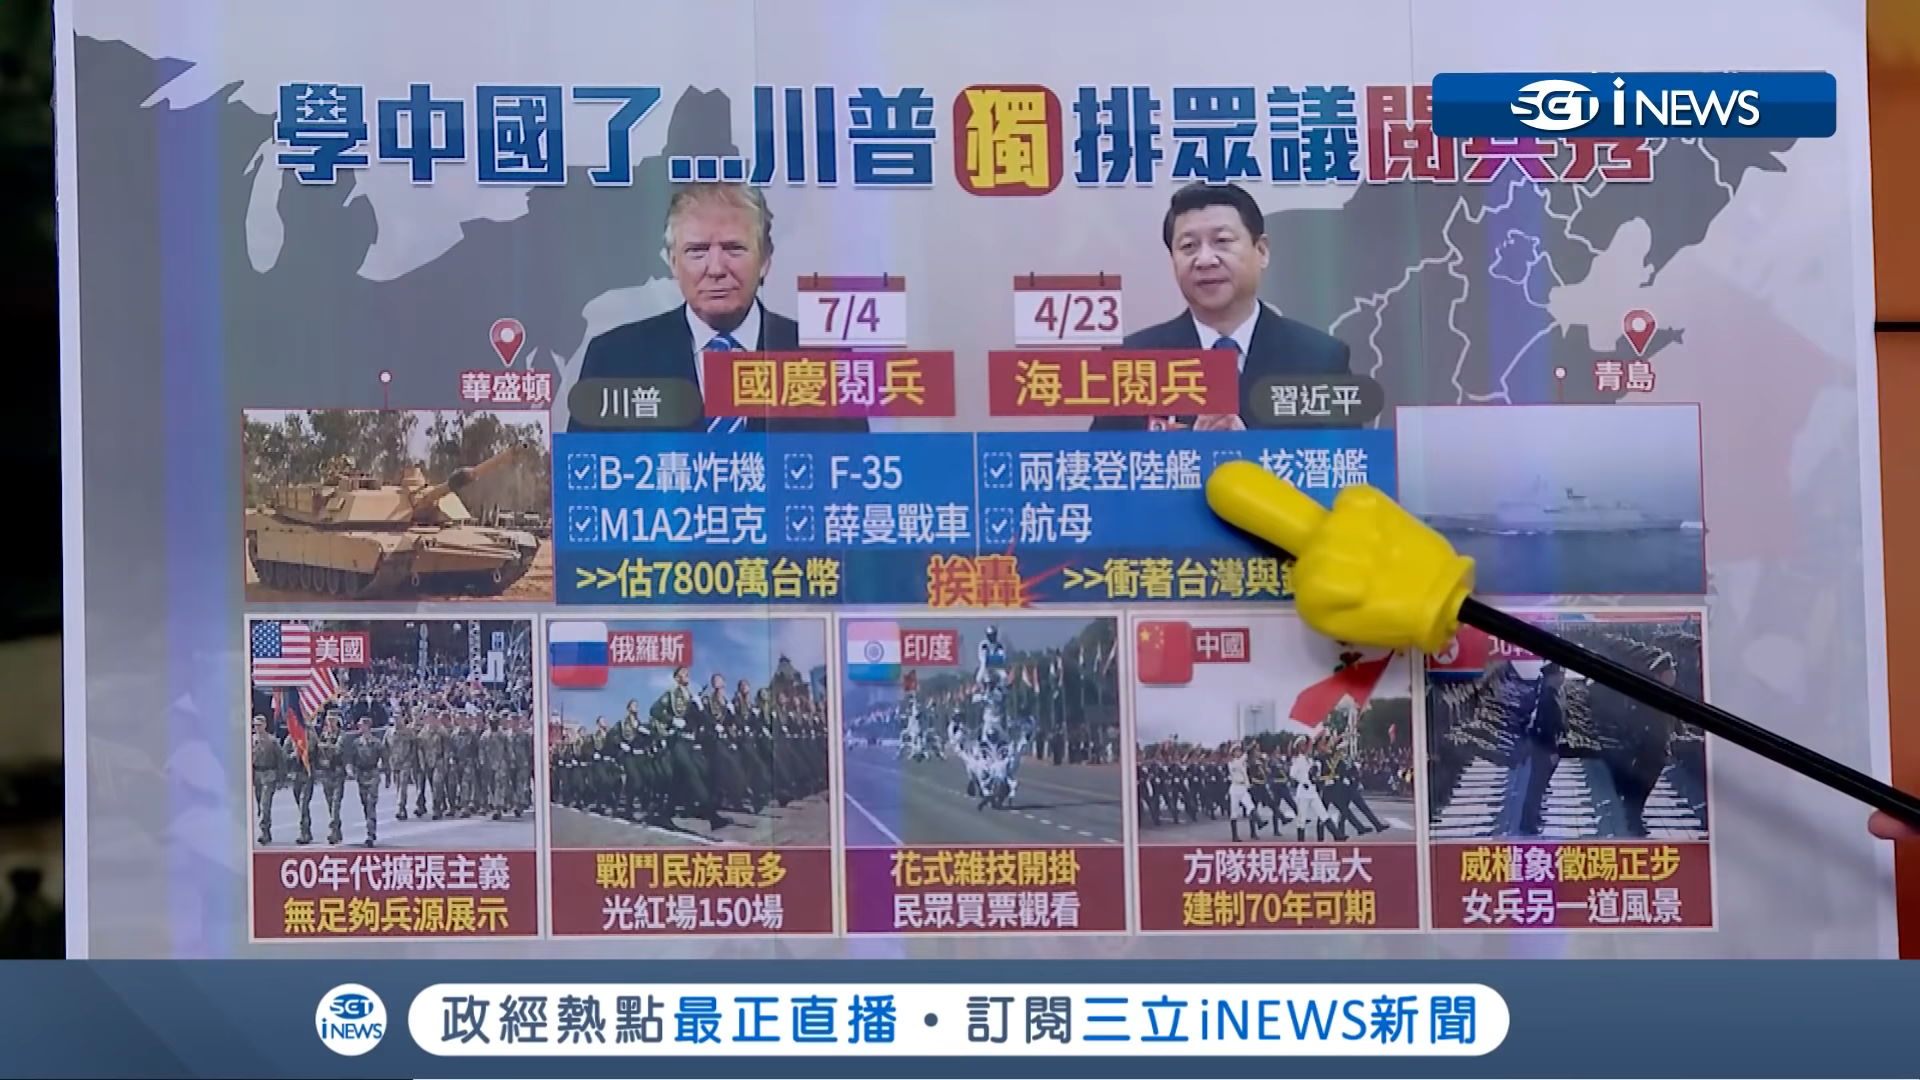 學中國了...川普獨排眾議閱兵秀
SET iNEWS
7/4
4/23
華盛頓
川普
國慶閱兵
海上閱兵
習近平
青島
B-2轟炸機 F-35
M1A2坦克 薛曼戰車
>>估7800萬台幣
挨轟
兩棲登陸艦 核潛艦
航母
>>衝著台灣與
美國
俄羅斯
印度
中國
北
60年代擴張主義
無足夠兵源展示
戰鬥民族最多
光紅場150場
花式雜技開掛
民眾買票觀看
方隊規模最大
建制70年可期
威權象徵踢正步
女兵另一道風景
SET iNEWS
政經熱點最正直播・訂閱三立iNEWS新聞